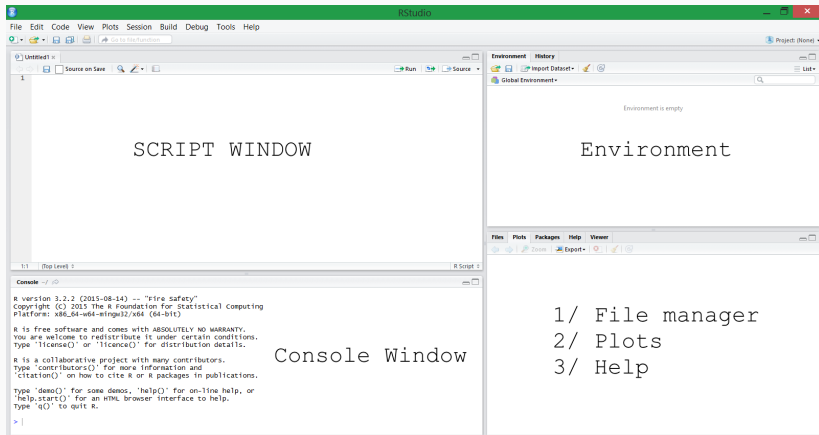 RStudio
File Edit Code View Plots Session Build Debug Tools Help
Go to file/function
Project: (None)
Untitled1
Source on Save
Run
Source
1
SCRIPT WINDOW
1:1
(Top Level)
R Script
Console ~/
R version 3.2.2 (2015-08-14) -- "Fire Safety"
Copyright (C) 2015 The R Foundation for Statistical Computing
Platform: x86_64-w64-mingw32/x64 (64-bit)
R is free software and comes with ABSOLUTELY NO WARRANTY.
You are welcome to redistribute it under certain conditions.
Type 'license()' or 'licence()' for distribution details.
R is a collaborative project with many contributors.
Type 'contributors()' for more information and
'citation()' on how to cite R or R packages in publications.
Type 'demo()' for some demos, 'help()' for on-line help, or
'help.start()' for an HTML browser interface to help.
Type 'q()' to quit R.
>
Console Window
Environment History
Import Dataset
List
Global Environment
Environment is empty
Environment
Files Plots Packages Help Viewer
Zoom Export
1/ File manager
2/ Plots
3/ Help